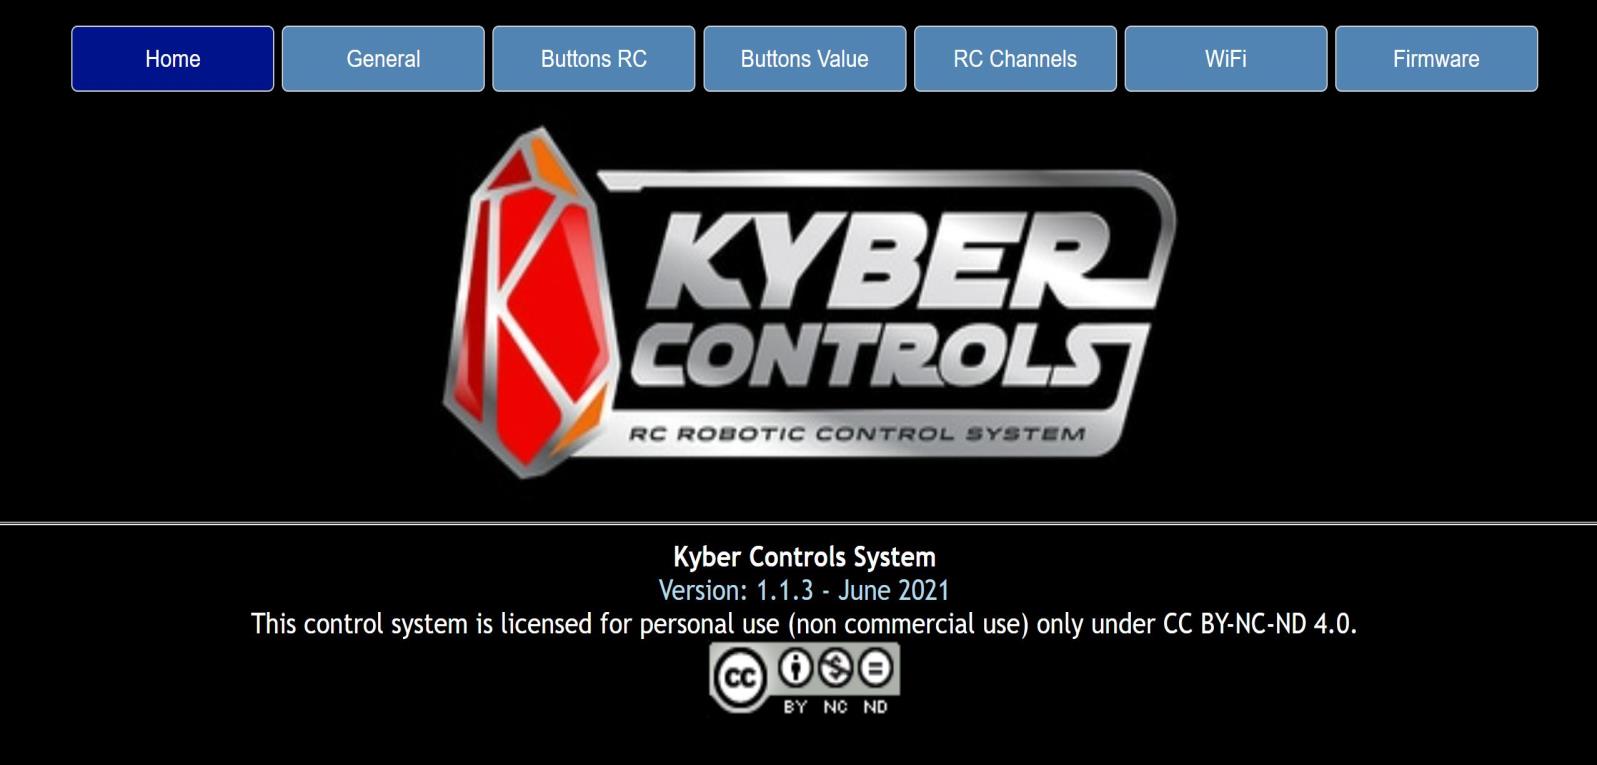 Home
General
Buttons RC
Buttons Value
RC Channels
WiFi
Firmware
K
KYBER
CONTROLS
RC ROBOTIC CONTROL SYSTEM
Kyber Controls System
Version: 1.1.3 - June 2021
This control system is licensed for personal use (non commercial use) only under CC BY-NC-ND 4.0.
cc
BY NC ND